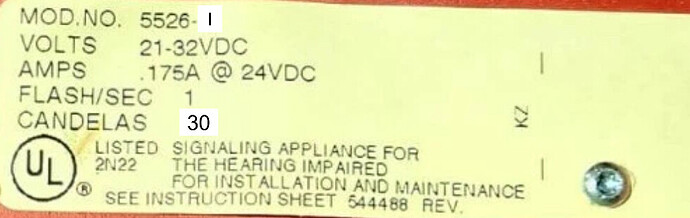 MOD.NO. 5526-I
VOLTS 21-32VDC
AMPS .175A @ 24VDC
FLASH/SEC 1
CANDELAS 30
KZ
UL ®
LISTED SIGNALING APPLIANCE FOR
2N22 THE HEARING IMPAIRED
FOR INSTALLATION AND MAINTENANCE
SEE INSTRUCTION SHEET 544488 REV.